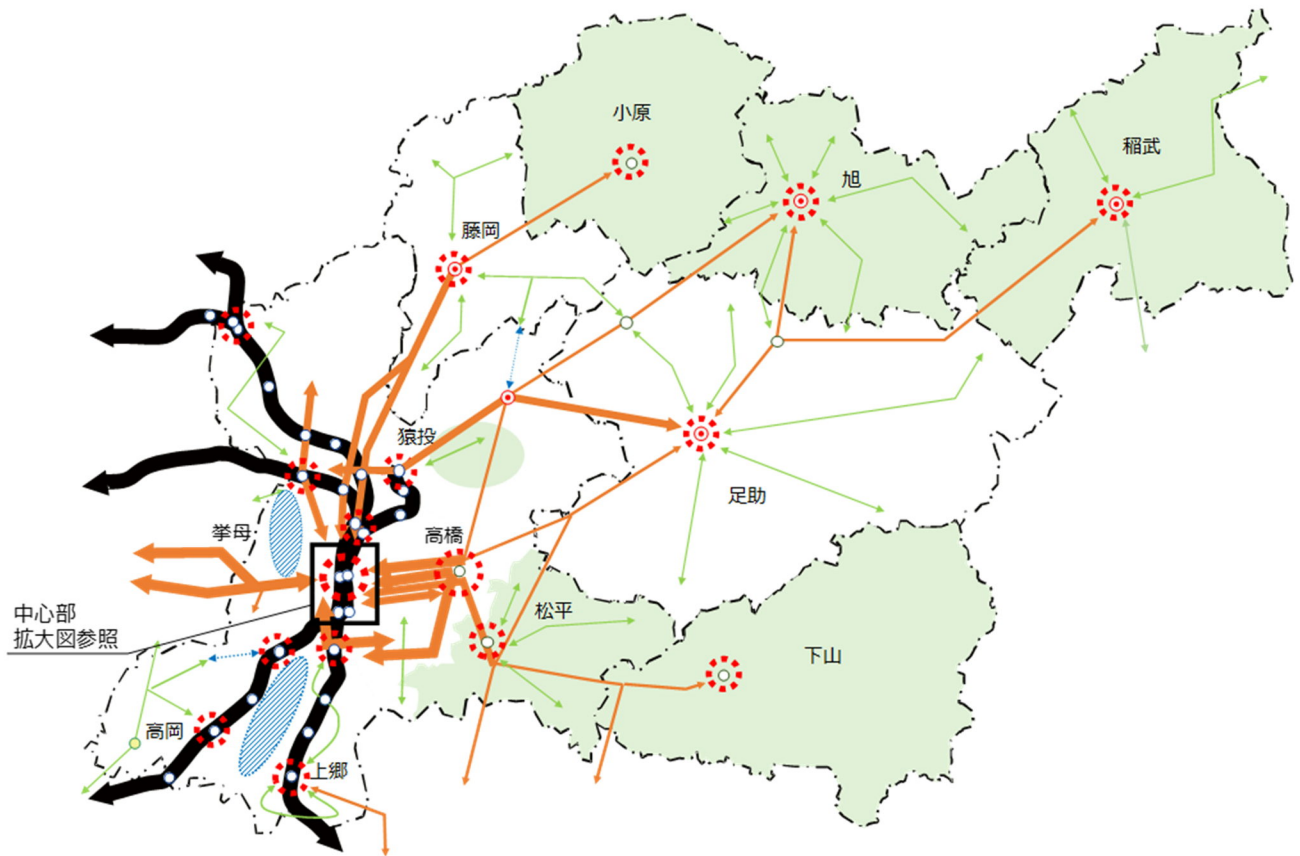 小原
旭
稲武
藤岡
猿投
足助
挙母
高橋
中心部
拡大図参照
松平
下山
高岡
上郷